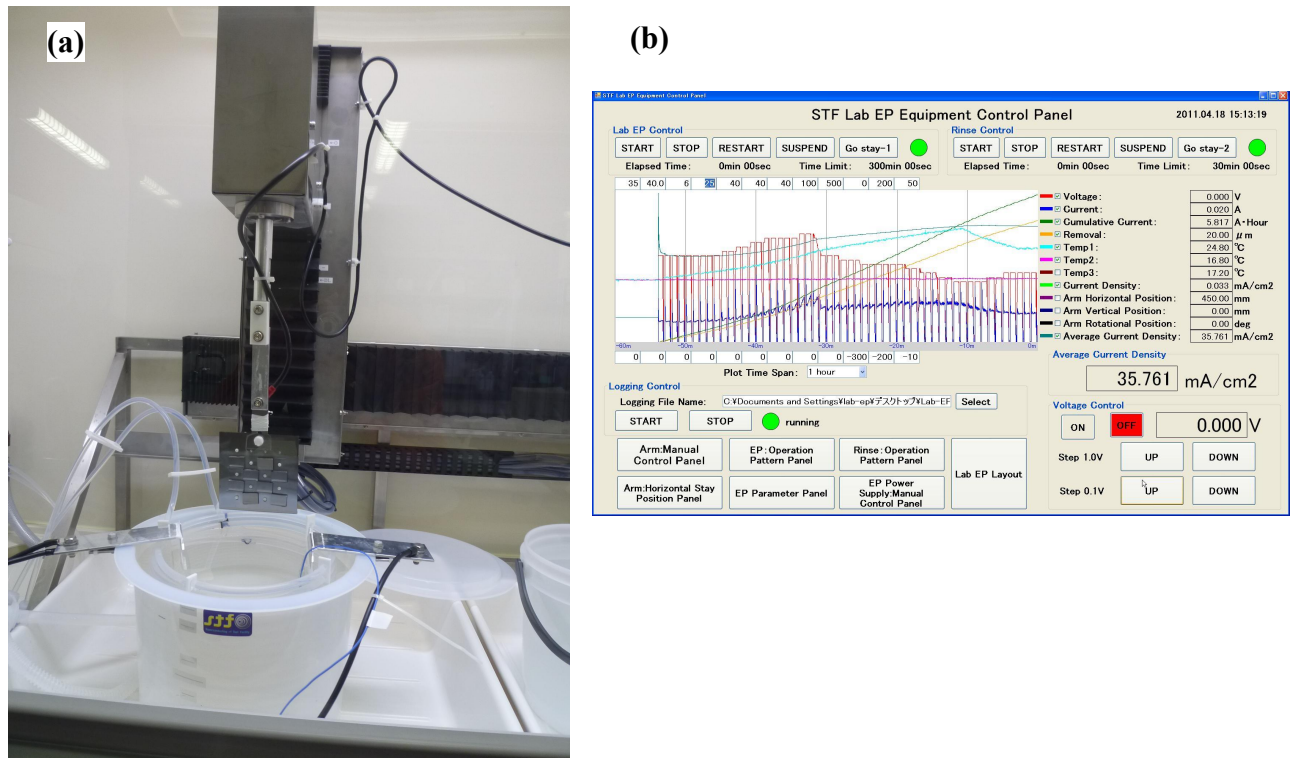 (a)
stf
(b)
STF Lab EP Equipment Control Panel
STF Lab EP Equipment Control Panel 2011.04.18 15:13:19
Lab EP Control Rinse Control
START STOP RESTART SUSPEND Go stay-1 START STOP RESTART SUSPEND Go stay-2
Elapsed Time: 0min 00sec Time Limit: 300min 00sec Elapsed Time: 0min 00sec Time Limit: 30min 00sec
35 40.0 6 25 40 40 40 100 500 0 200 50
Voltage: 0.000 V
Current: 0.020 A
Cumulative Current: 5.817 A・Hour
Removal: 20.00 μm
Temp1: 24.80 ℃
Temp2: 16.80 ℃
Temp3: 17.20 ℃
Current Density: 0.033 mA/cm2
Arm Horizontal Position: 450.00 mm
Arm Vertical Position: 0.00 mm
Arm Rotational Position: 0.00 deg
Average Current Density: 35.761 mA/cm2
-60m -50m -40m -30m -20m -10m 0m
0 0 0 0 0 0 0 0 0 -300 -200 -10
Plot Time Span: 1 hour
Average Current Density
35.761 mA/cm2
Logging Control
Logging File Name: C:¥Documents and Settings¥lab-ep¥デスクトップ¥Lab-EF Select
START STOP running
Voltage Control
ON OFF 0.000 V
Step 1.0V UP DOWN
Step 0.1V UP DOWN
Arm:Manual
Control Panel
EP:Operation
Pattern Panel
Rinse:Operation
Pattern Panel
Lab EP Layout
Arm:Horizontal Stay
Position Panel
EP Parameter Panel
EP Power
Supply:Manual
Control Panel